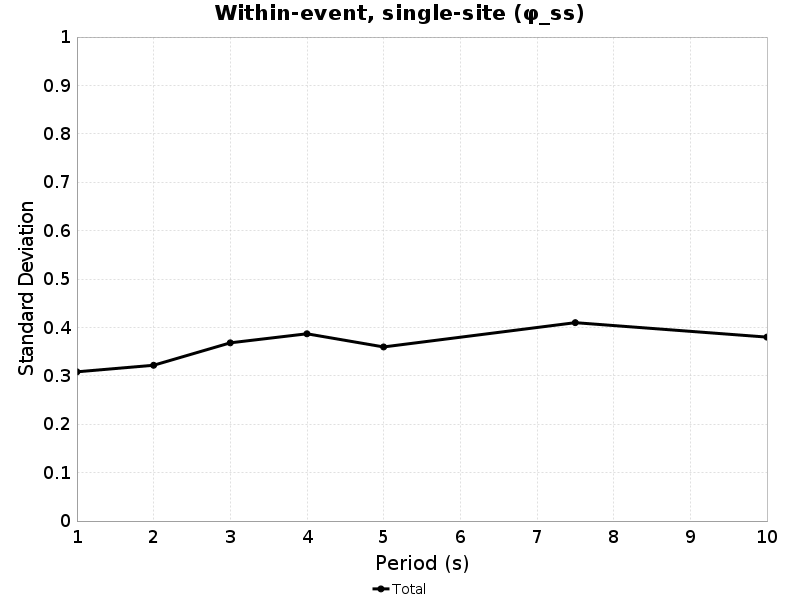 Within-event, single-site (φ_ss)
1
0.9
0.8
0.7
0.6
0.5
0.4
0.3
0.2
0.1
0
Standard Deviation
1 2 3 4 5 6 7 8 9 10
Period (s)
Total